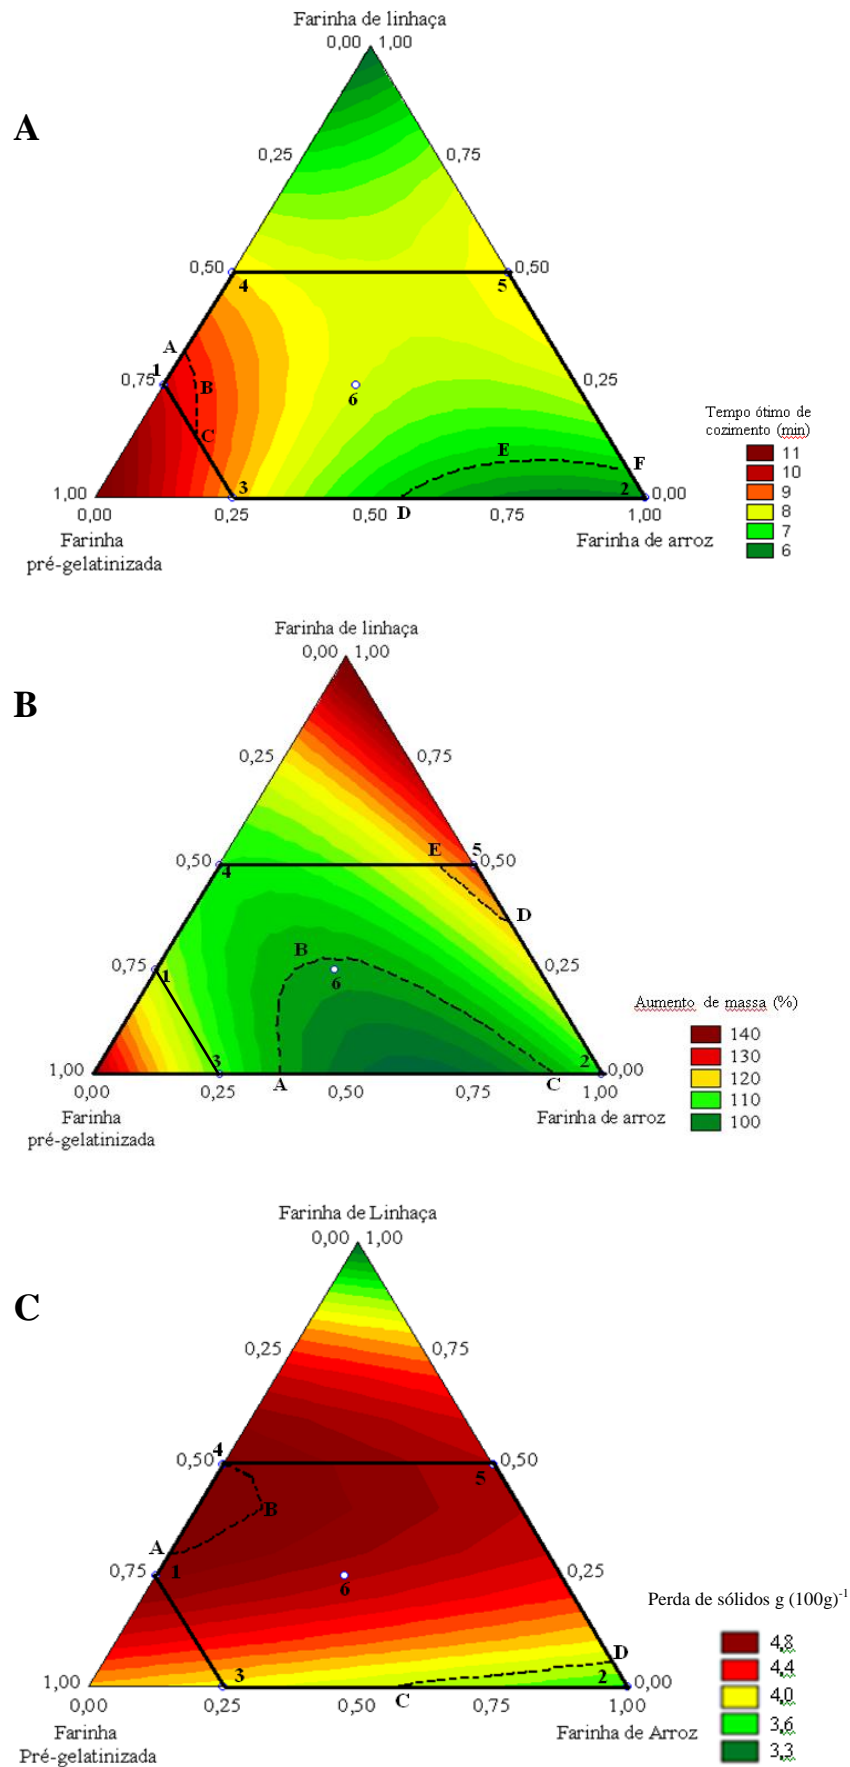 Farinha de linhaça
0,00 1,00
A
0,25 0,75
0,50 0,50
4 5
A
1
0,75 0,25
B
6
C
Tempo ótimo de
cozimento (min)
11
10
9
8
7
6
E
F
3 2
1,00 0,00
0,00 0,25 0,50 D 0,75 1,00
Farinha
pré-gelatinizada
Farinha de arroz
Farinha de linhaça
0,00 1,00
B
0,25 0,75
E 5
0,50 0,50
4
D
B
0,75 0,25
1
6
Aumento de massa (%)
140
130
120
110
100
3 2
1,00 0,00
0,00 0,25 0,50 0,75 1,00
A C
Farinha
pré-gelatinizada
Farinha de arroz
Farinha de Linhaça
0,00 1,00
C
0,25 0,75
4
0,50 0,50
5
B
A
0,75 0,25
1
6
Perda de sólidos g (100g)-1
4,8
4,4
4,0
3,6
3,3
D
3 2
1,00 0,00
0,00 0,25 0,50 C 0,75 1,00
Farinha
Pré-gelatinizada
Farinha de Arroz